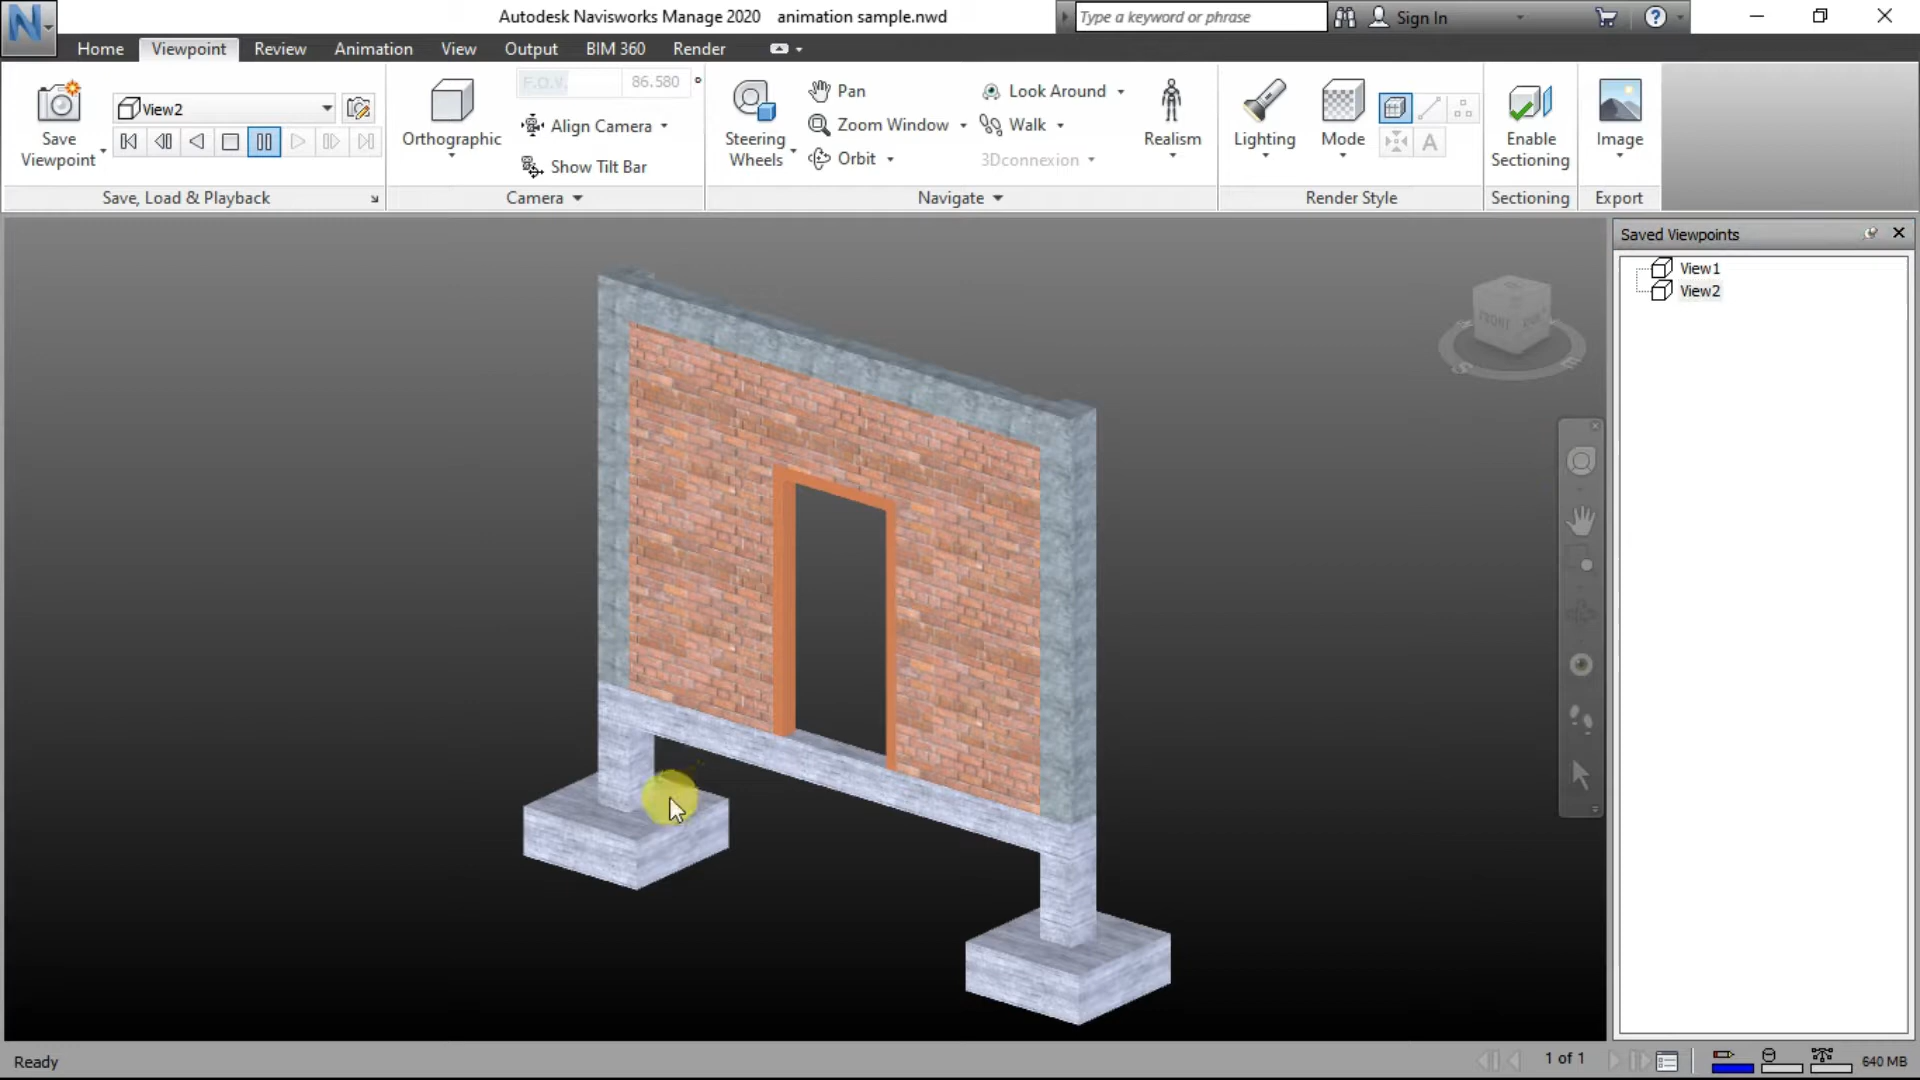 Autodesk Navisworks Manage 2020 animation sample.nwd
Type a keyword or phrase
Sign In
Home Viewpoint Review Animation View Output BIM 360 Render
Save Viewpoint
View2
Save, Load & Playback
Orthographic
F.O.V. 86.580 °
Align Camera
Show Tilt Bar
Camera
Steering Wheels
Pan
Zoom Window
Orbit
Look Around
Walk
3Dconnexion
Realism
Navigate
Lighting
Mode
A
Render Style
Enable Sectioning
Sectioning
Image
Export
Saved Viewpoints
View1
View2
FRONT
Ready
1 of 1
640 MB